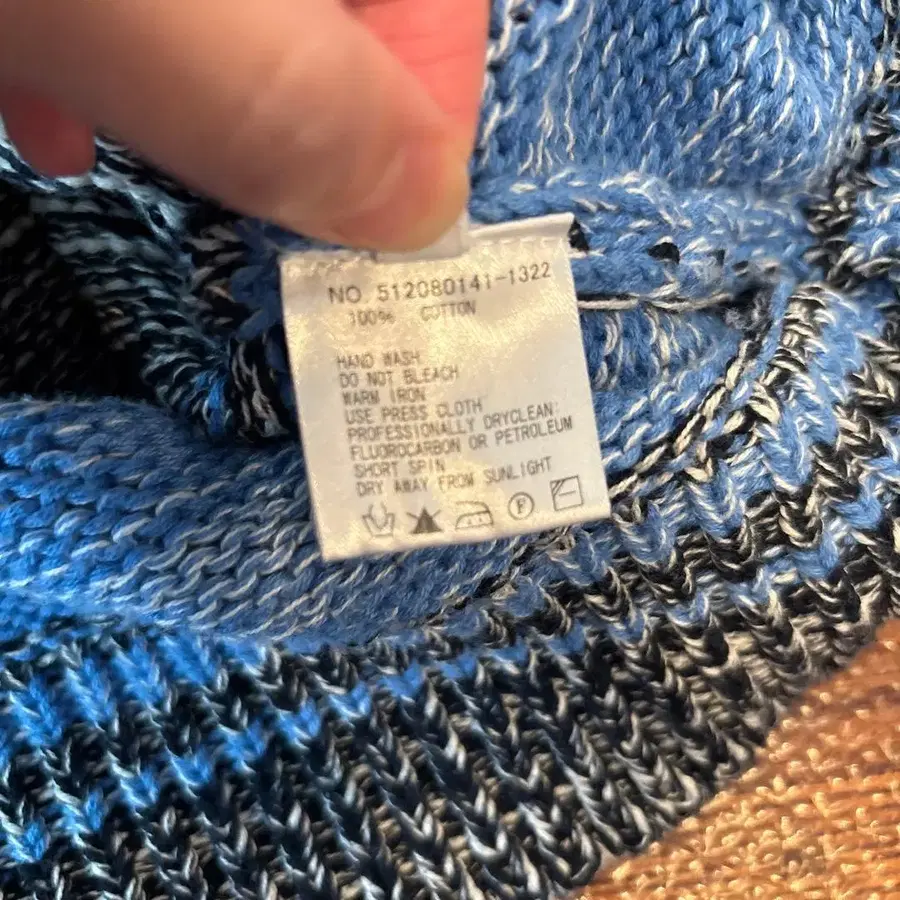 NO. 512080141-1322
100% COTTON
HAND WASH
DO NOT BLEACH
WARM IRON
USE PRESS CLOTH
PROFESSIONALLY DRYCLEAN:
FLUOROCARBON OR PETROLEUM
SHORT SPIN
DRY AWAY FROM SUNLIGHT
F